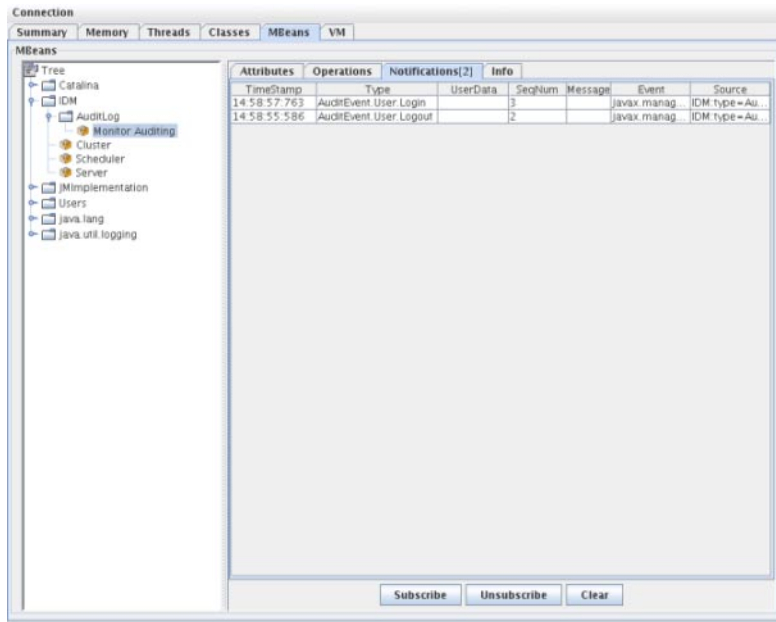 Connection
Summary Memory Threads Classes MBeans VM
MBeans
Tree
Catalina
IDM
AuditLog
Monitor Auditing
Cluster
Scheduler
Server
JMImplementation
Users
java.lang
java.util.logging
Attributes Operations Notifications[2] Info
TimeStamp Type UserData SeqNum Message Event Source
14:58:57:763 AuditEvent.User.Login 3 javax.manag... IDM:type=Au...
14:58:55:586 AuditEvent.User.Logout 2 javax.manag... IDM:type=Au...
Subscribe Unsubscribe Clear